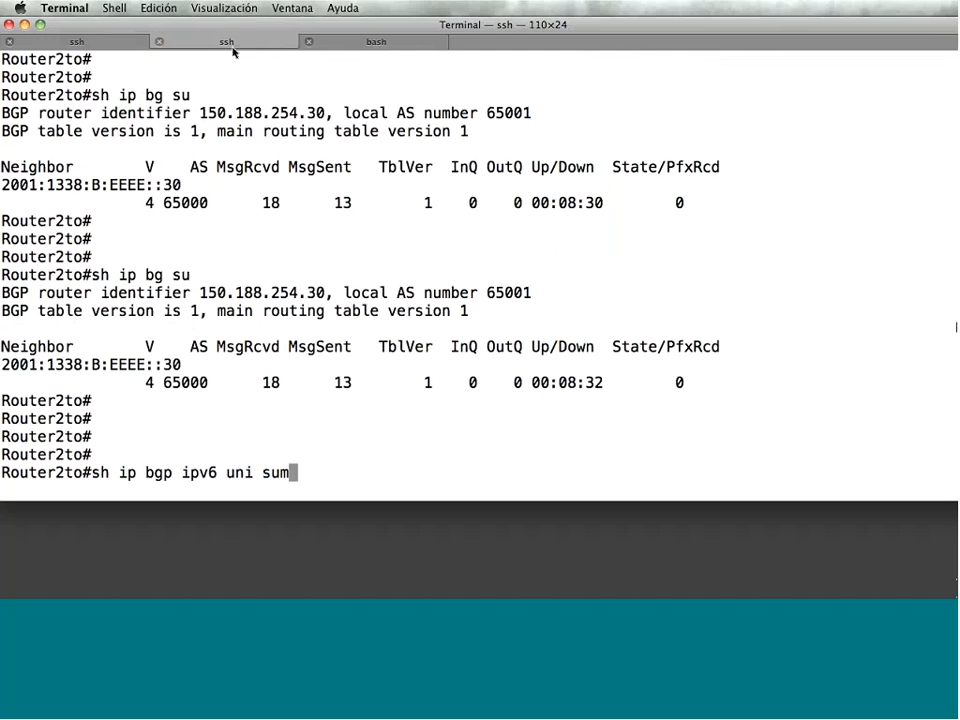 Terminal Shell Edición Visualización Ventana Ayuda
Terminal — ssh — 110×24
ssh ssh bash
Router2to#
Router2to#
Router2to#sh ip bg su
BGP router identifier 150.188.254.30, local AS number 65001
BGP table version is 1, main routing table version 1
Neighbor V AS MsgRcvd MsgSent TblVer InQ OutQ Up/Down State/PfxRcd
2001:1338:B:EEEE::30
4 65000 18 13 1 0 0 00:08:30 0
Router2to#
Router2to#
Router2to#
Router2to#sh ip bg su
BGP router identifier 150.188.254.30, local AS number 65001
BGP table version is 1, main routing table version 1
Neighbor V AS MsgRcvd MsgSent TblVer InQ OutQ Up/Down State/PfxRcd
2001:1338:B:EEEE::30
4 65000 18 13 1 0 0 00:08:32 0
Router2to#
Router2to#
Router2to#
Router2to#
Router2to#sh ip bgp ipv6 uni sum